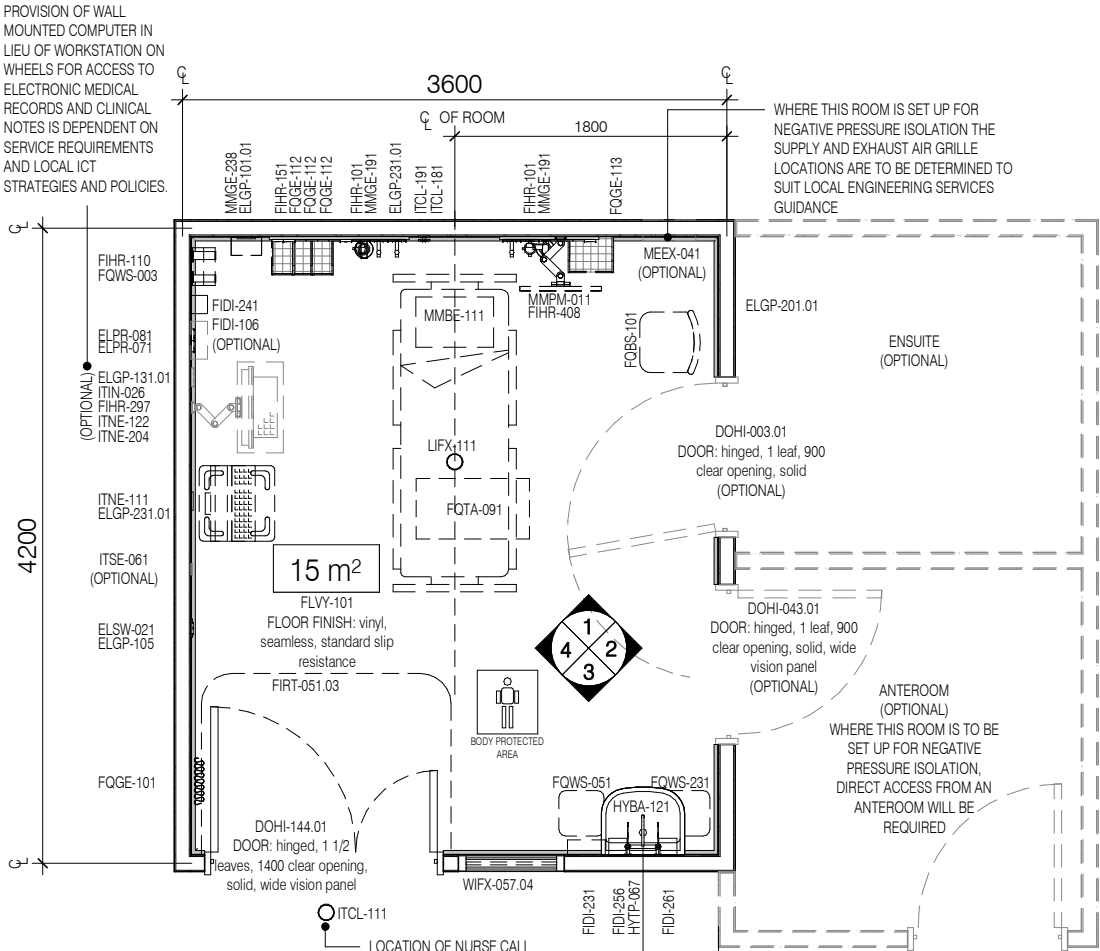 PROVISION OF WALL
MOUNTED COMPUTER IN
LIEU OF WORKSTATION ON
WHEELS FOR ACCESS TO
ELECTRONIC MEDICAL
RECORDS AND CLINICAL
NOTES IS DEPENDENT ON
SERVICE REQUIREMENTS
AND LOCAL ICT
STRATEGIES AND POLICIES.
3600
OF ROOM
1800
WHERE THIS ROOM IS SET UP FOR
NEGATIVE PRESSURE ISOLATION THE
SUPPLY AND EXHAUST AIR GRILLE
LOCATIONS ARE TO BE DETERMINED TO
SUIT LOCAL ENGINEERING SERVICES
GUIDANCE
MMGE-238
ELGP-101.01
FIHR-151
FQGE-112
FQGE-112
FQGE-112
FIHR-101
MMGE-191
ELGP-231.01
ITCL-191
ITCL-181
FIHR-101
MMGE-191
FQGE-113
FIHR-110
FQWS-003
FIDI-241
FIDI-106
(OPTIONAL)
MMBE-111
MMPM-011
FIHR-408
MEEX-041
(OPTIONAL)
FQBS-101
ELGP-201.01
ENSUITE
(OPTIONAL)
ELPR-081
ELPR-071
(OPTIONAL)
ELGP-131.01
ITIN-026
FIHR-297
ITNE-122
ITNE-204
LIFX-111
DOHI-003.01
DOOR: hinged, 1 leaf, 900
clear opening, solid
(OPTIONAL)
ITNE-111
ELGP-231.01
FQTA-091
4200
ITSE-061
(OPTIONAL)
15 m²
FLVY-101
FLOOR FINISH: vinyl,
seamless, standard slip
resistance
ELSW-021
ELGP-105
FIRT-051.03
1
4 2
3
DOHI-043.01
DOOR: hinged, 1 leaf, 900
clear opening, solid, wide
vision panel
(OPTIONAL)
BODY PROTECTED
AREA
ANTEROOM
(OPTIONAL)
WHERE THIS ROOM IS TO BE
SET UP FOR NEGATIVE
PRESSURE ISOLATION,
DIRECT ACCESS FROM AN
ANTEROOM WILL BE
REQUIRED
FQGE-101
FQWS-051
FQWS-231
HYBA-121
DOHI-144.01
DOOR: hinged, 1 1/2
leaves, 1400 clear opening,
solid, wide vision panel
WIFX-057.04
FIDI-231
FIDI-256
HYTP-067
FIDI-261
ITCL-111
LOCATION OF NURSE CALL